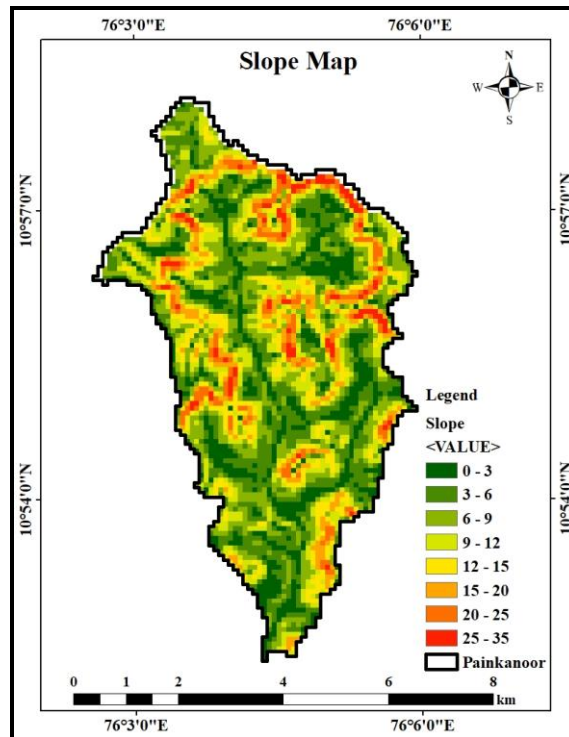 76°3'0"E 76°6'0"E
Slope Map
N
W E
S
10°57'0"N 10°57'0"N
Legend
Slope
<VALUE>
0 - 3
3 - 6
6 - 9
9 - 12
12 - 15
15 - 20
20 - 25
25 - 35
Painkanoor
10°54'0"N 10°54'0"N
0 1 2 4 6 8
km
76°3'0"E 76°6'0"E